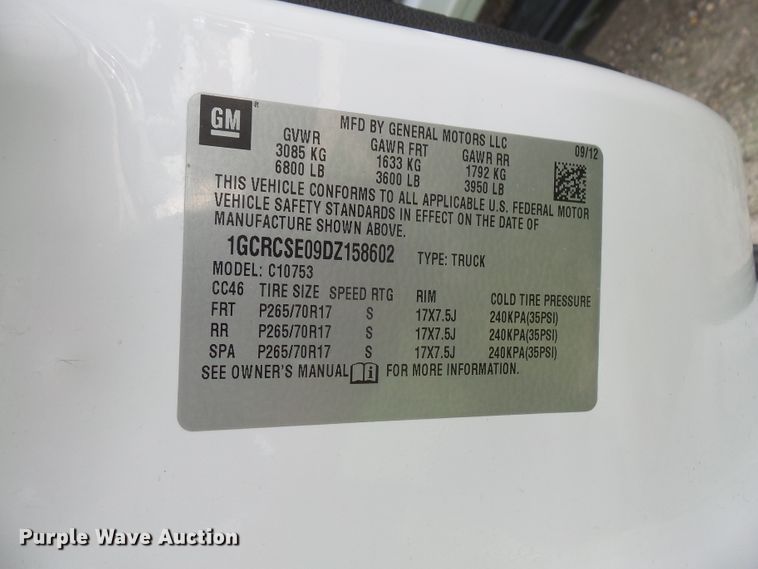 GM ®
MFD BY GENERAL MOTORS LLC 09/12
GVWR GAWR FRT GAWR RR
3085 KG 1633 KG 1792 KG
6800 LB 3600 LB 3950 LB
THIS VEHICLE CONFORMS TO ALL APPLICABLE U.S. FEDERAL MOTOR
VEHICLE SAFETY STANDARDS IN EFFECT ON THE DATE OF
MANUFACTURE SHOWN ABOVE.
1GCRCSE09DZ158602 TYPE: TRUCK
MODEL: C10753
CC46 TIRE SIZE SPEED RTG RIM COLD TIRE PRESSURE
FRT P265/70R17 S 17X7.5J 240KPA(35PSI)
RR P265/70R17 S 17X7.5J 240KPA(35PSI)
SPA P265/70R17 S 17X7.5J 240KPA(35PSI)
SEE OWNER'S MANUAL i FOR MORE INFORMATION.
Purple Wave Auction